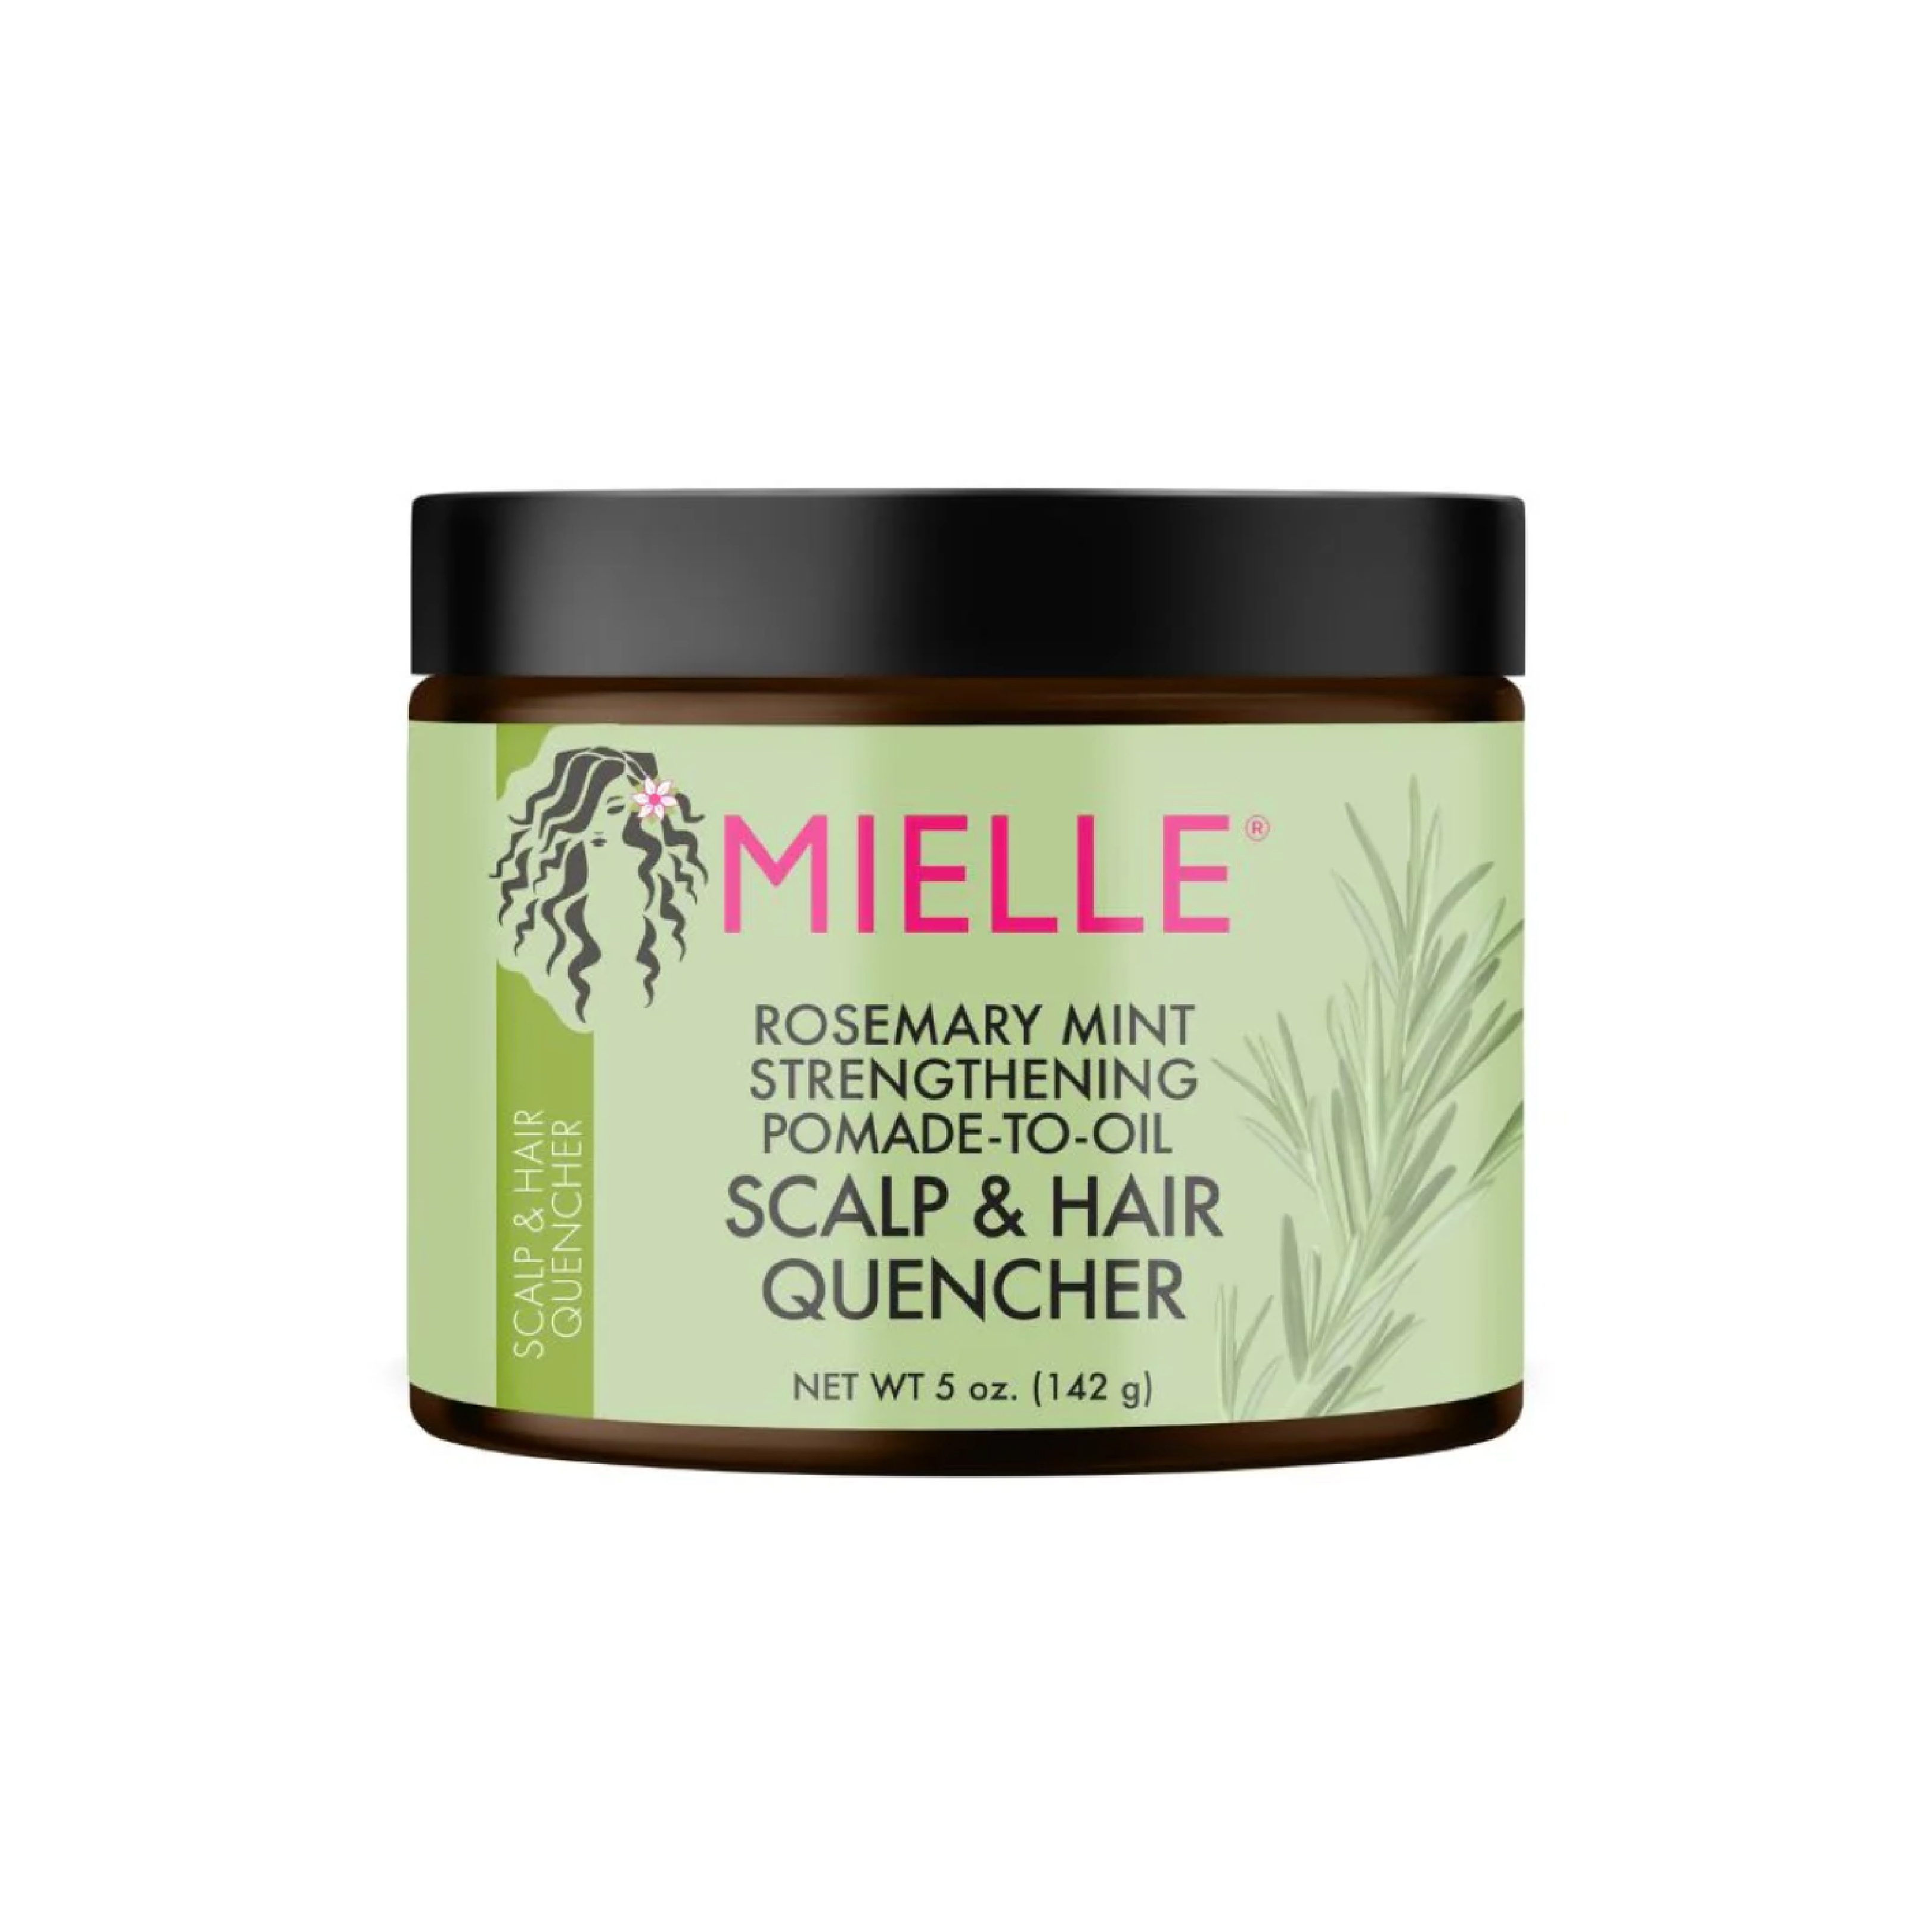 MIELLE®
ROSEMARY MINT
STRENGTHENING
POMADE-TO-OIL
SCALP & HAIR
QUENCHER
NET WT 5 oz. (142 g)
SCALP & HAIR
QUENCHER